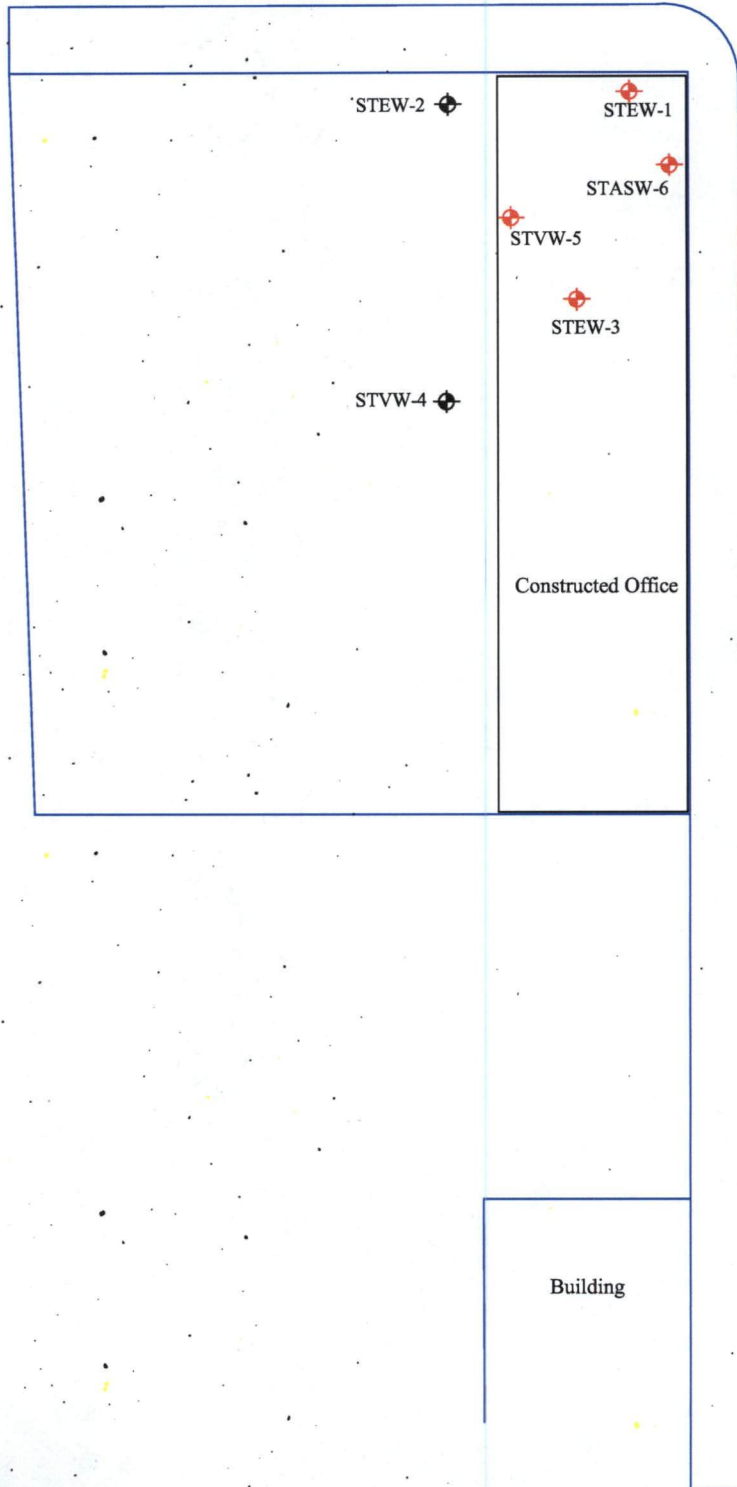 STEW-2
STEW-1
STASW-6
STVW-5
STEW-3
STVW-4
Constructed Office
Building